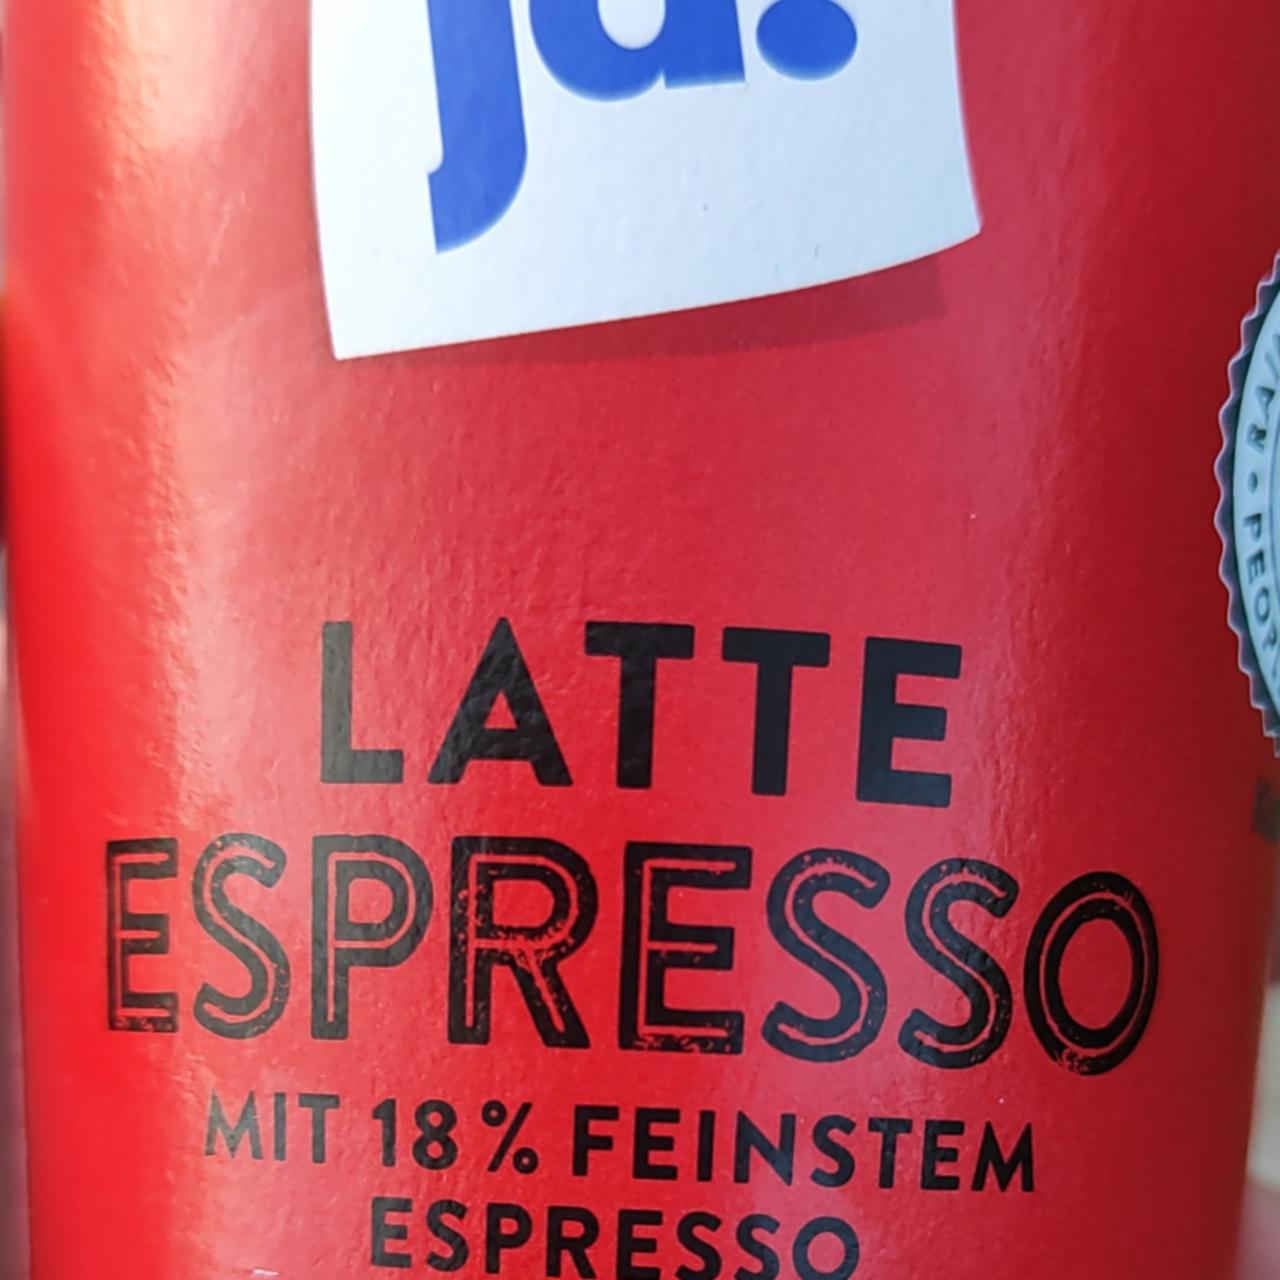 ja!
LATTE
ESPRESSO
MIT 18% FEINSTEM
ESPRESSO